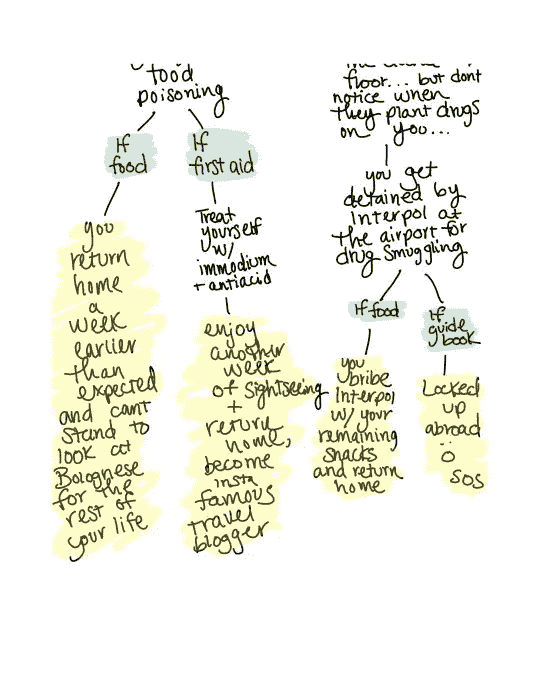 food
poisoning
If
food
If
first aid
you
return
home
a
week
earlier
than
expected
and can't
stand to
look at
Bolognese
for the
rest of
your life
Treat
yourself
w/
immodium
+ antiacid
enjoy
another
week
of sightseeing
+
return
home,
become
insta
famous
travel
blogger
floor... but dont
notice when
they plant drugs
on you...
you get
detained by
Interpol at
the airport for
drug smuggling
If food
If
guide
book
you
bribe
Interpol
w/ your
remaining
snacks
and return
home
Locked
up
abroad
SOS